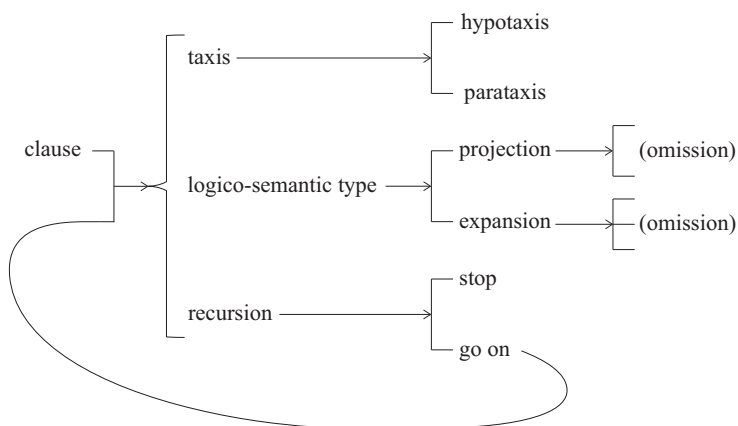 hypotaxis
taxis
parataxis
clause
projection
(omission)
logico-semantic type
expansion
(omission)
stop
recursion
go on